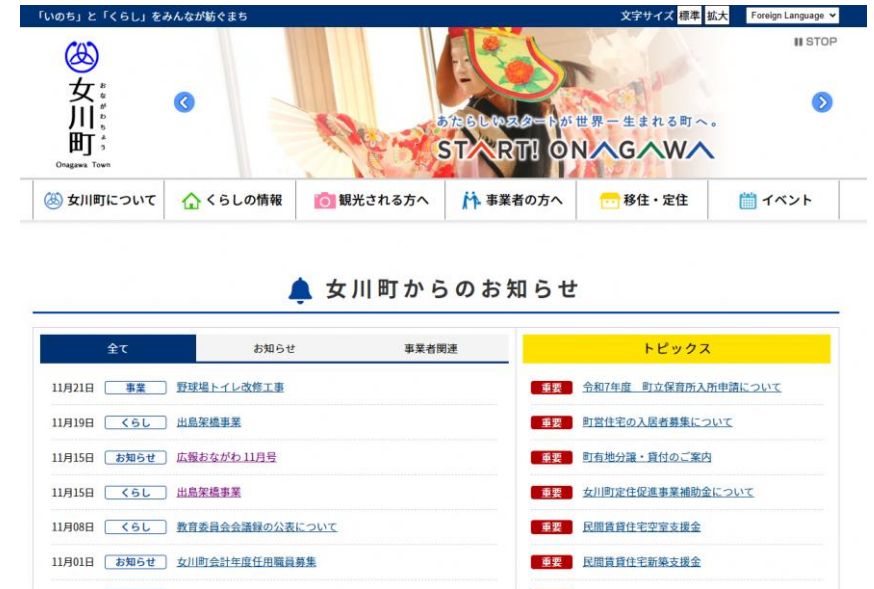 「いのち」と「くらし」をみんなが紡ぐまち
文字サイズ 標準 拡大 Foreign Language
STOP
女川町
おながわちょう
Onagawa Town
あたらしいスタートが世界一生まれる町へ。
START! ONAGAWA
女川町について くらしの情報 観光される方へ 事業者の方へ 移住・定住 イベント
女川町からのお知らせ
全て お知らせ 事業者関連
11月21日 事業 野球場トイレ改修工事
11月19日 くらし 出島架橋事業
11月15日 お知らせ 広報おながわ11月号
11月15日 くらし 出島架橋事業
11月08日 くらし 教育委員会会議録の公表について
11月01日 お知らせ 女川町会計年度任用職員募集
トピックス
重要 令和7年度 町立保育所入所申請について
重要 町営住宅の入居者募集について
重要 町有地分譲・貸付のご案内
重要 女川町定住促進事業補助金について
重要 民間賃貸住宅空室支援金
重要 民間賃貸住宅新築支援金